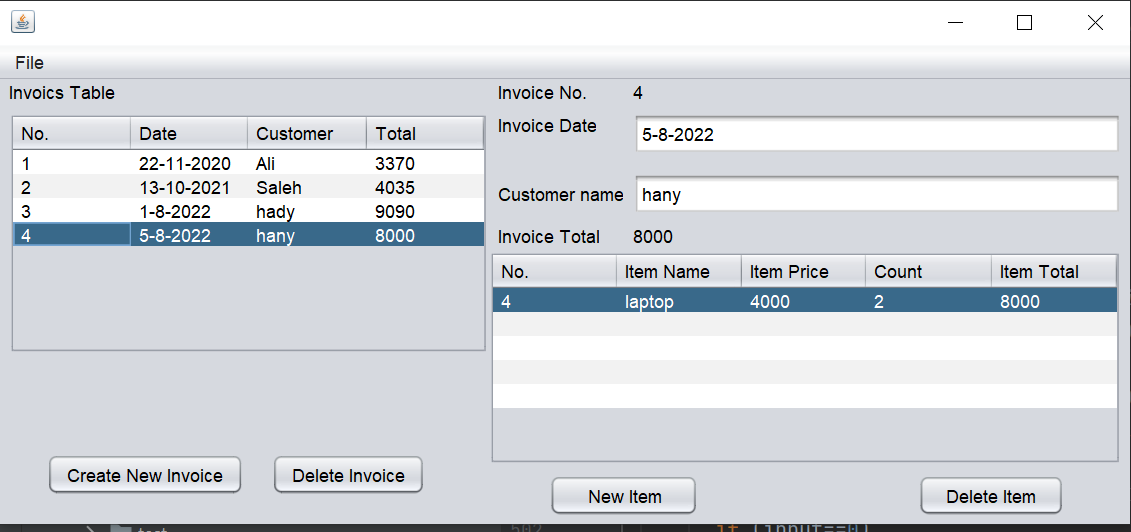 File
Invoics Table
No. Date Customer Total
1 22-11-2020 Ali 3370
2 13-10-2021 Saleh 4035
3 1-8-2022 hady 9090
4 5-8-2022 hany 8000
Create New Invoice Delete Invoice
Invoice No. 4
Invoice Date 5-8-2022
Customer name hany
Invoice Total 8000
No. Item Name Item Price Count Item Total
4 laptop 4000 2 8000
New Item Delete Item